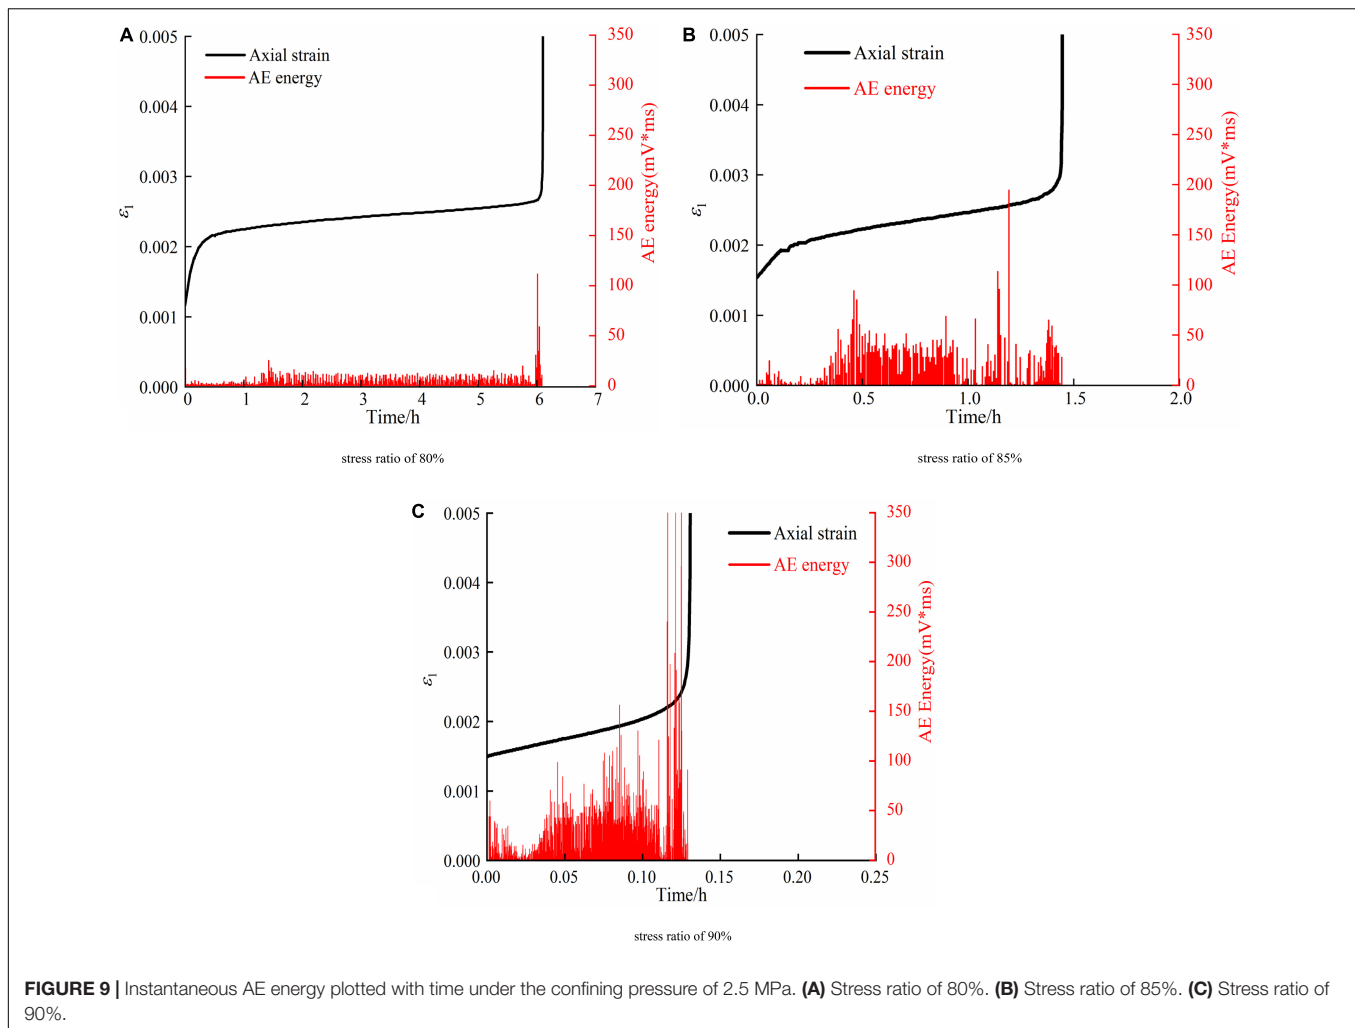 A
0.005
0.004
0.003
0.002
0.001
0.000
ε1
Axial strain
AE energy
350
300
250
200
150
100
50
0
AE energy(mV*ms)
0 1 2 3 4 5 6 7
Time/h
stress ratio of 80%
B
0.005
0.004
0.003
0.002
0.001
0.000
ε1
Axial strain
AE energy
350
300
250
200
150
100
50
0
AE Energy(mV*ms)
0.0 0.5 1.0 1.5 2.0
Time/h
stress ratio of 85%
C
0.005
0.004
0.003
0.002
0.001
0.000
ε1
Axial strain
AE energy
350
300
250
200
150
100
50
0
AE Energy(mV*ms)
0.00 0.05 0.10 0.15 0.20 0.25
Time/h
stress ratio of 90%
FIGURE 9 | Instantaneous AE energy plotted with time under the confining pressure of 2.5 MPa. (A) Stress ratio of 80%. (B) Stress ratio of 85%. (C) Stress ratio of
90%.